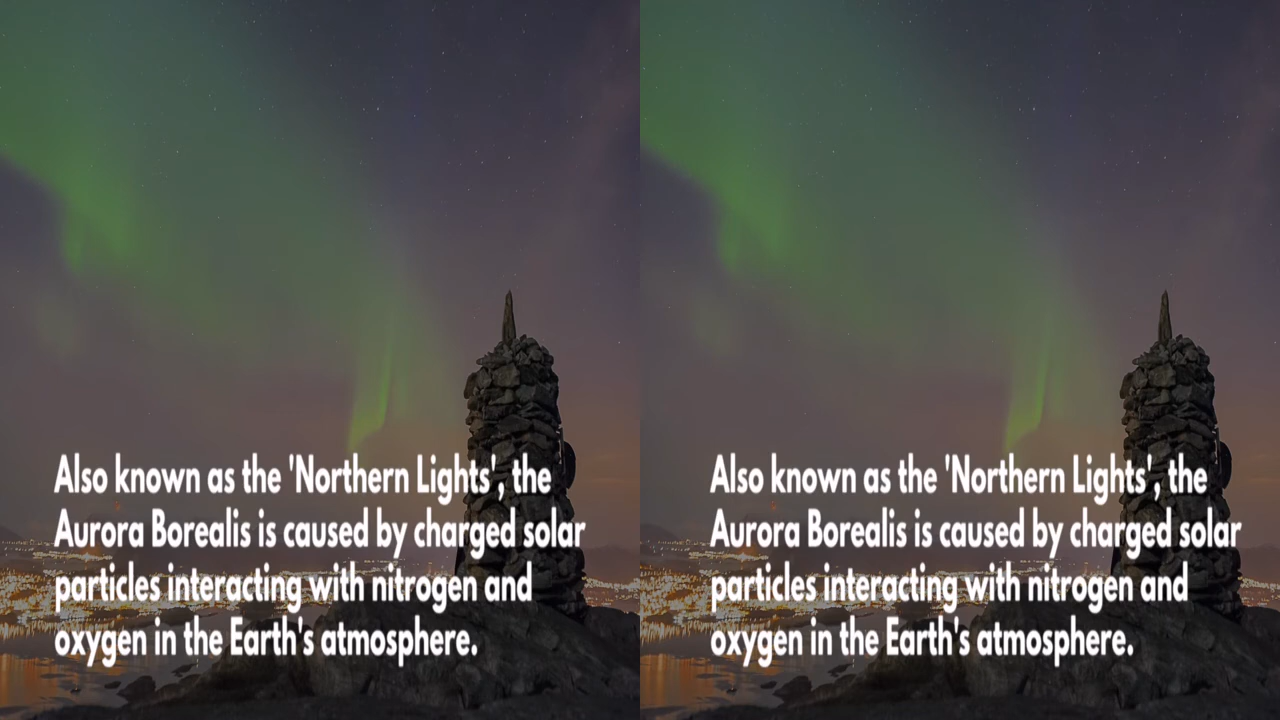 Also known as the 'Northern Lights', the
Aurora Borealis is caused by charged solar
particles interacting with nitrogen and
oxygen in the Earth's atmosphere.
Also known as the 'Northern Lights', the
Aurora Borealis is caused by charged solar
particles interacting with nitrogen and
oxygen in the Earth's atmosphere.